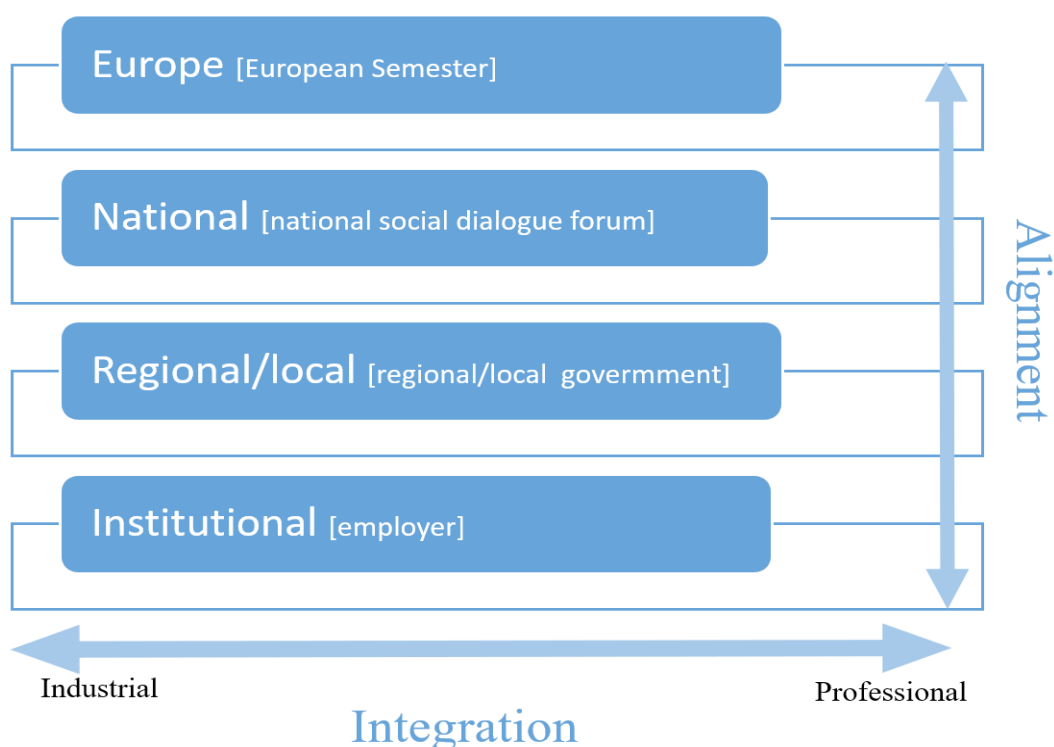 Europe [European Semester]
National [national social dialogue forum]
Regional/local [regional/local govermment]
Institutional [employer]
Alignment
Industrial
Professional
Integration